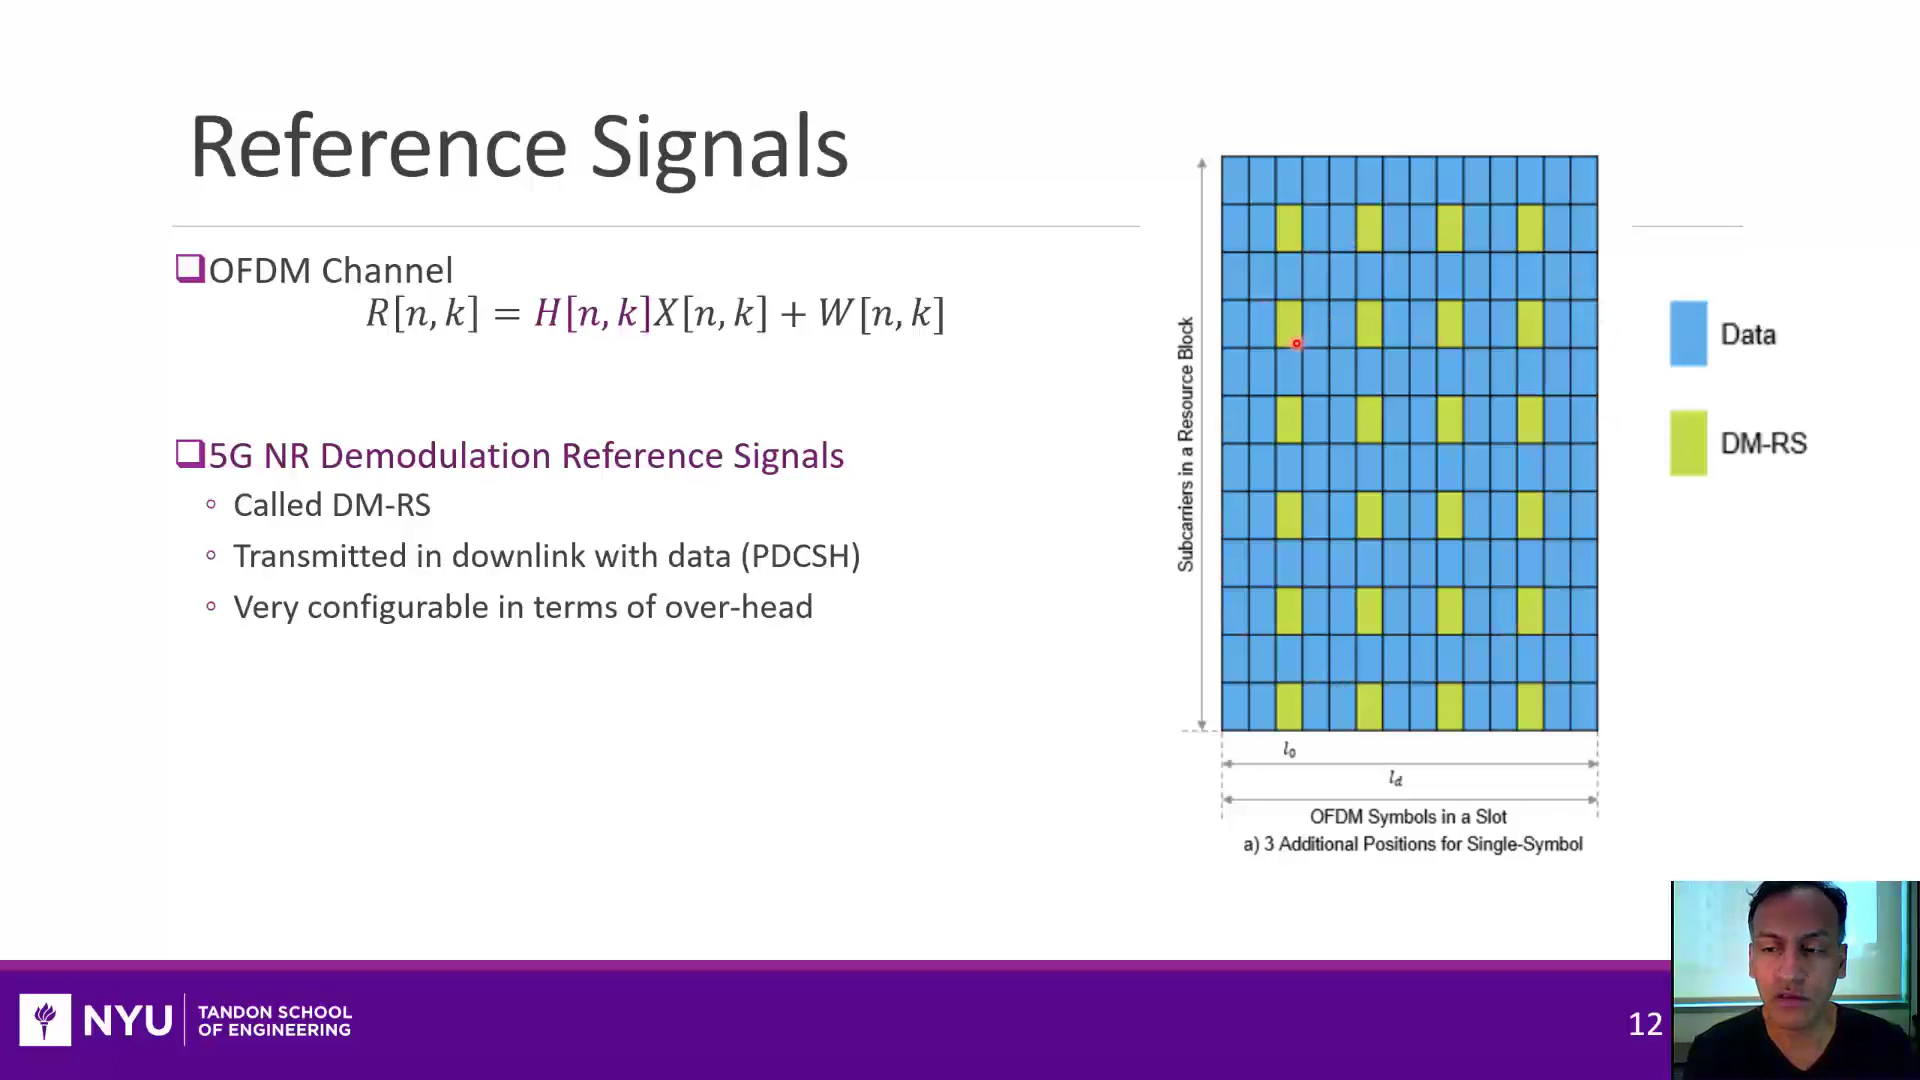 Reference Signals
OFDM Channel
R[n, k] = H[n, k]X[n, k] + W[n, k]
5G NR Demodulation Reference Signals
Called DM-RS
Transmitted in downlink with data (PDCSH)
Very configurable in terms of over-head
Subcarriers in a Resource Block
l₀
l_d
OFDM Symbols in a Slot
a) 3 Additional Positions for Single-Symbol
Data
DM-RS
NYU
TANDON SCHOOL
OF ENGINEERING
12